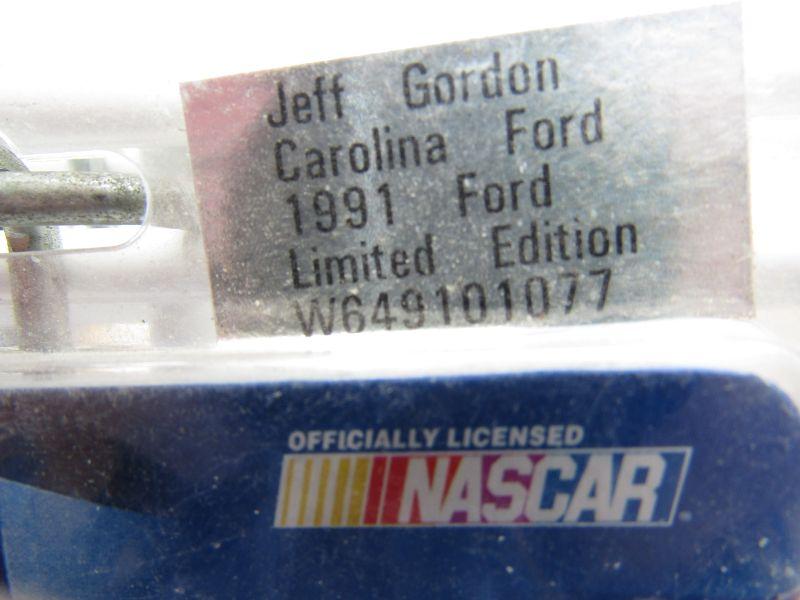 Jeff Gordon
Carolina Ford
1991 Ford
Limited Edition
W649101077
OFFICIALLY LICENSED
NASCAR